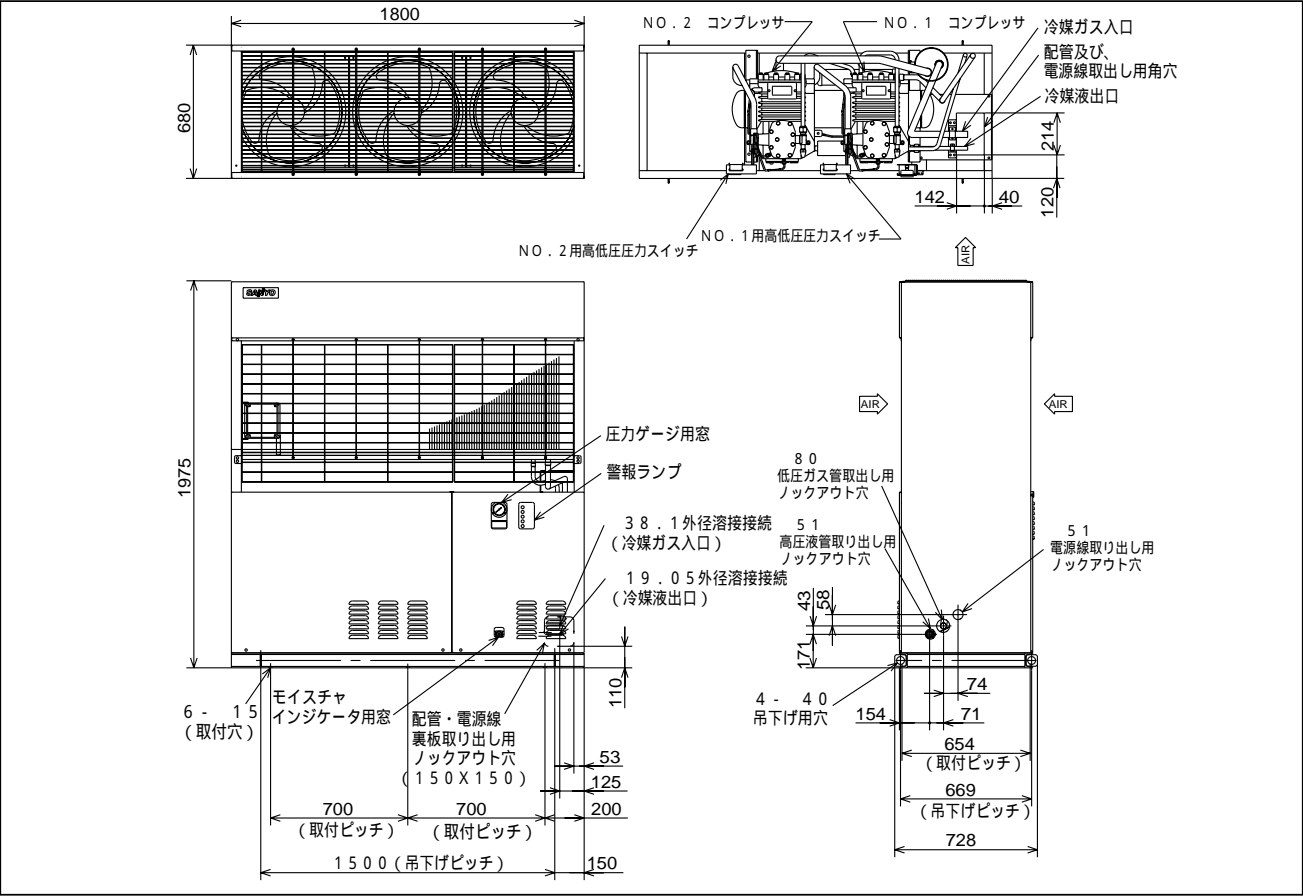 1800
680
NO．2　コンプレッサ
NO．1　コンプレッサ
冷媒ガス入口
配管及び、
電源線取出し用角穴
冷媒液出口
214
142
40
120
NO．2用高低圧圧力スイッチ
NO．1用高低圧圧力スイッチ
AIR
SANYO
1975
圧力ゲージ用窓
警報ランプ
38．1外径溶接接続
(冷媒ガス入口)
19．05外径溶接接続
(冷媒液出口)
110
6-　15
(取付穴)
モイスチャ
インジケータ用窓
配管・電源線
裏板取り出し用
ノックアウト穴
(150X150)
53
125
700
(取付ピッチ)
700
(取付ピッチ)
200
1500(吊下げピッチ)
150
AIR
AIR
80
低圧ガス管取出し用
ノックアウト穴
51
高圧液管取り出し用
ノックアウト穴
51
電源線取り出し用
ノックアウト穴
43
58
171
4-　40
吊下げ用穴
74
154
71
654
(取付ピッチ)
669
(吊下げピッチ)
728